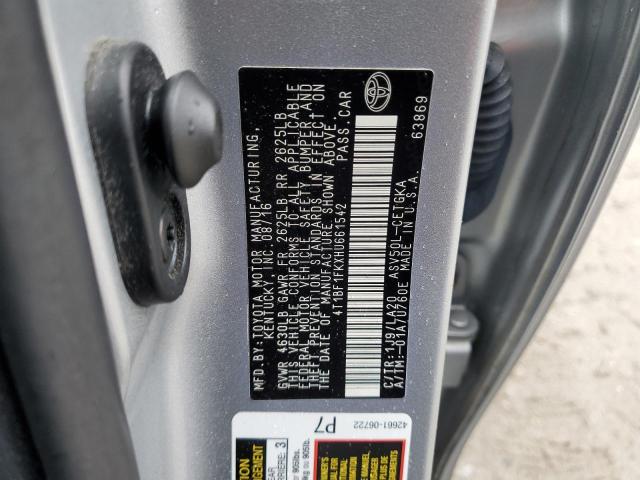 MFD.BY:TOYOTA MOTOR MANUFACTURING,
KENTUCKY, INC. 08/16
GVWR 4630LB GAWR FR 2625LB RR 2625LB
THIS VEHICLE CONFORMS TO ALL APPLICABLE
FEDERAL MOTOR VEHICLE SAFETY, BUMPER, AND
THEFT PREVENTION STANDARDS IN EFFECT ON
THE DATE OF MANUFACTURE SHOWN ABOVE.
4T1BF1FKXHU661542 PASS.CAR
C/TR:1J9/LA20 ASV50L-CETGKA
A/TM:-01A/U760E MADE IN U.S.A.
63869
42661-06722
P7
3